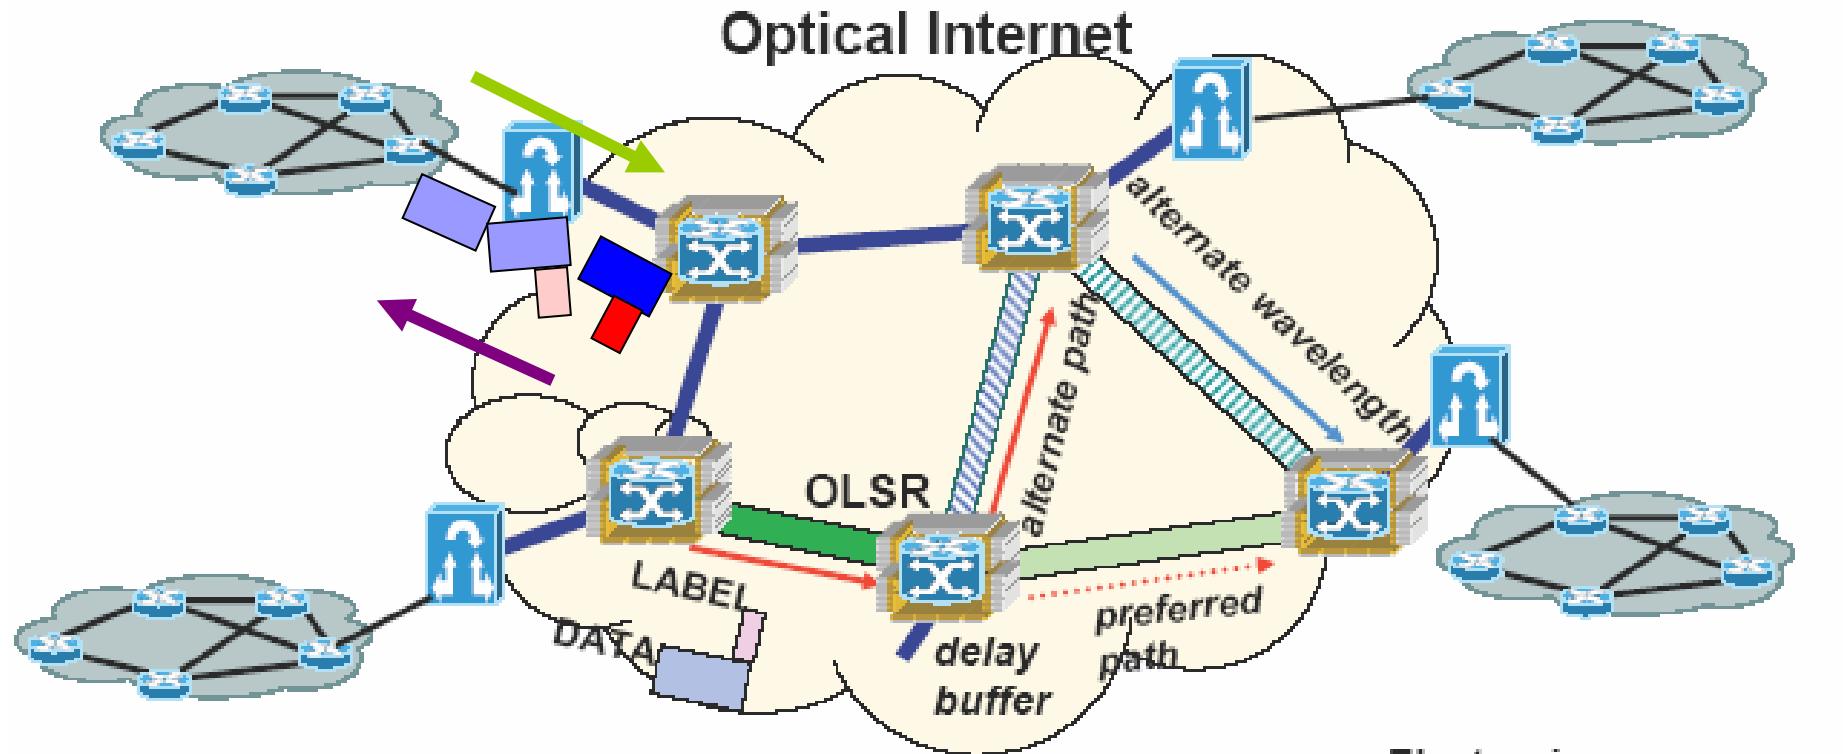 Optical Internet
alternate wavelength
alternate path
OLSR
LABEL
DATA
preferred
path
delay
buffer